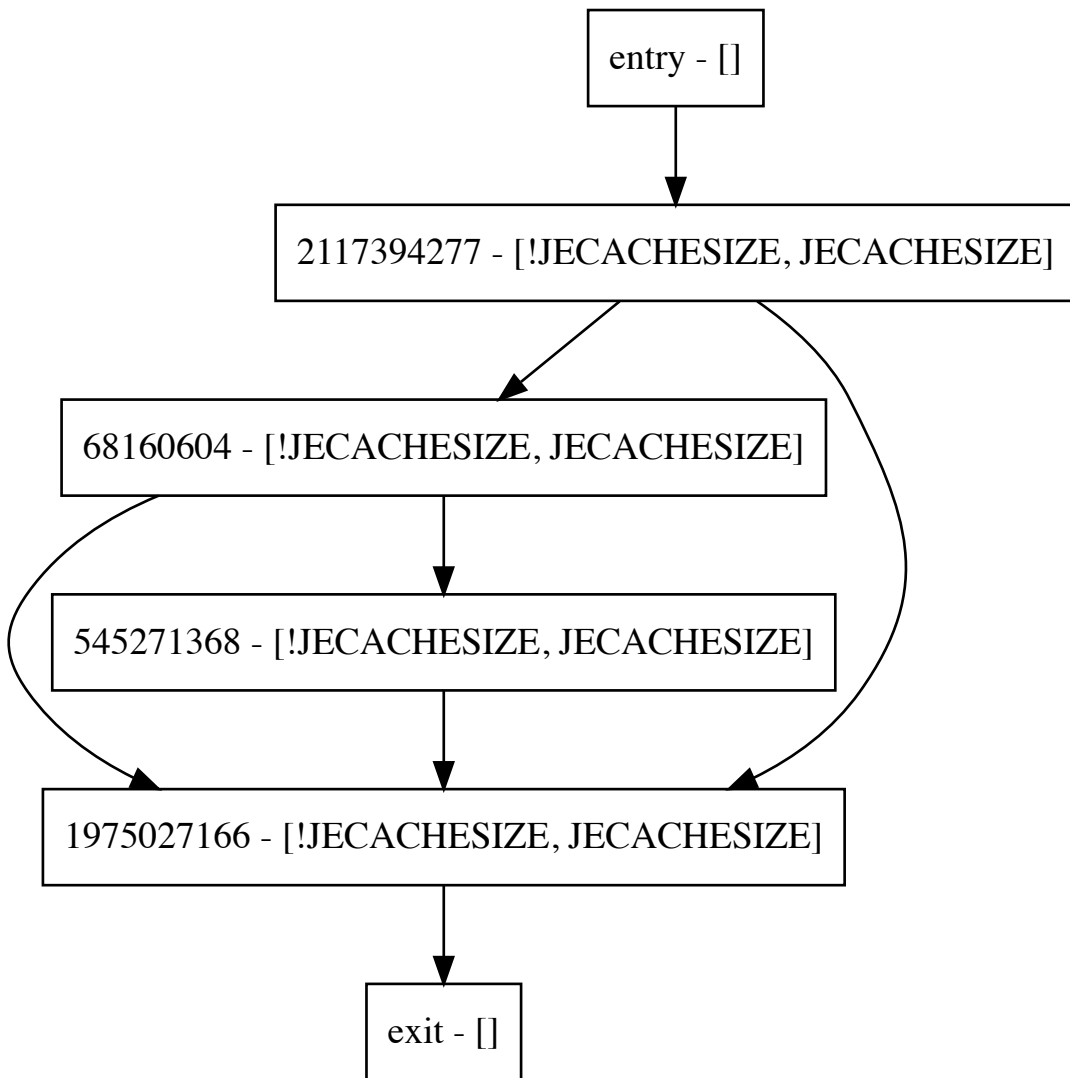 entry - []
2117394277 - [!JECACHESIZE, JECACHESIZE]
68160604 - [!JECACHESIZE, JECACHESIZE]
545271368 - [!JECACHESIZE, JECACHESIZE]
1975027166 - [!JECACHESIZE, JECACHESIZE]
exit - []